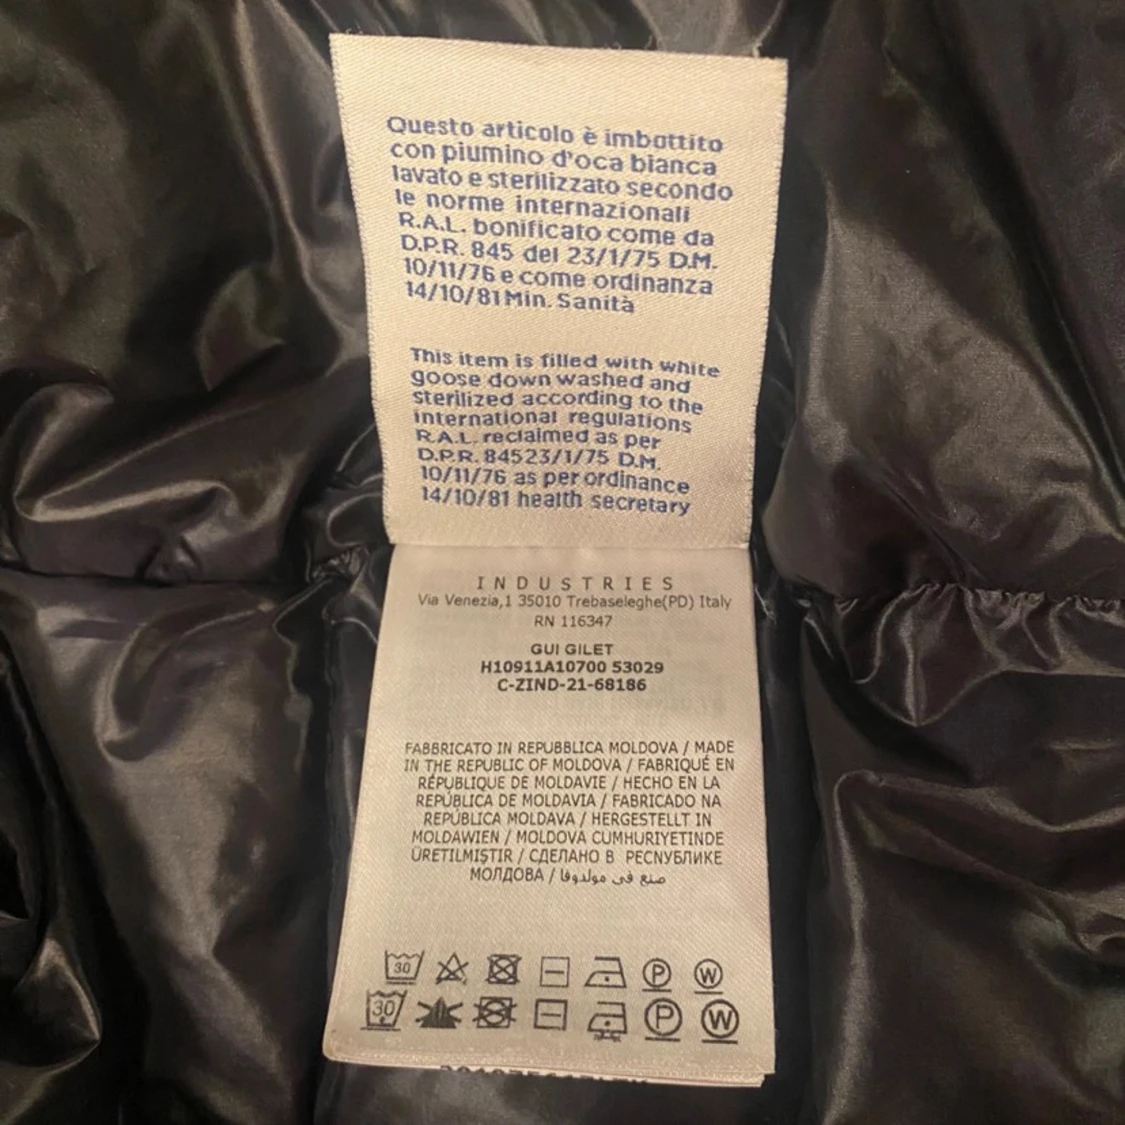 Questo articolo è imbottito
con piumino d'oca bianca
lavato e sterilizzato secondo
le norme internazionali
R.A.L. bonificato come da
D.P.R. 845 del 23/1/75 D.M.
10/11/76 e come ordinanza
14/10/81 Min. Sanità
This item is filled with white
goose down washed and
sterilized according to the
international regulations
R.A.L. reclaimed as per
D.P.R. 84523/1/75 D.M.
10/11/76 as per ordinance
14/10/81 health secretary
INDUSTRIES
Via Venezia,1 35010 Trebaseleghe(PD) Italy
RN 116347
GUI GILET
H10911A10700 53029
C-ZIND-21-68186
FABBRICATO IN REPUBBLICA MOLDOVA / MADE
IN THE REPUBLIC OF MOLDOVA / FABRIQUÉ EN
RÉPUBLIQUE DE MOLDAVIE / HECHO EN LA
REPÚBLICA DE MOLDAVIA / FABRICADO NA
REPÚBLICA MOLDAVA / HERGESTELLT IN
MOLDAWIEN / MOLDOVA CUMHURIYETINDE
ÜRETILMIŞTIR / СДЕЛАНО В РЕСПУБЛИКЕ
МОЛДОВА / صنع في مولدوفا
30 P W
30 P W